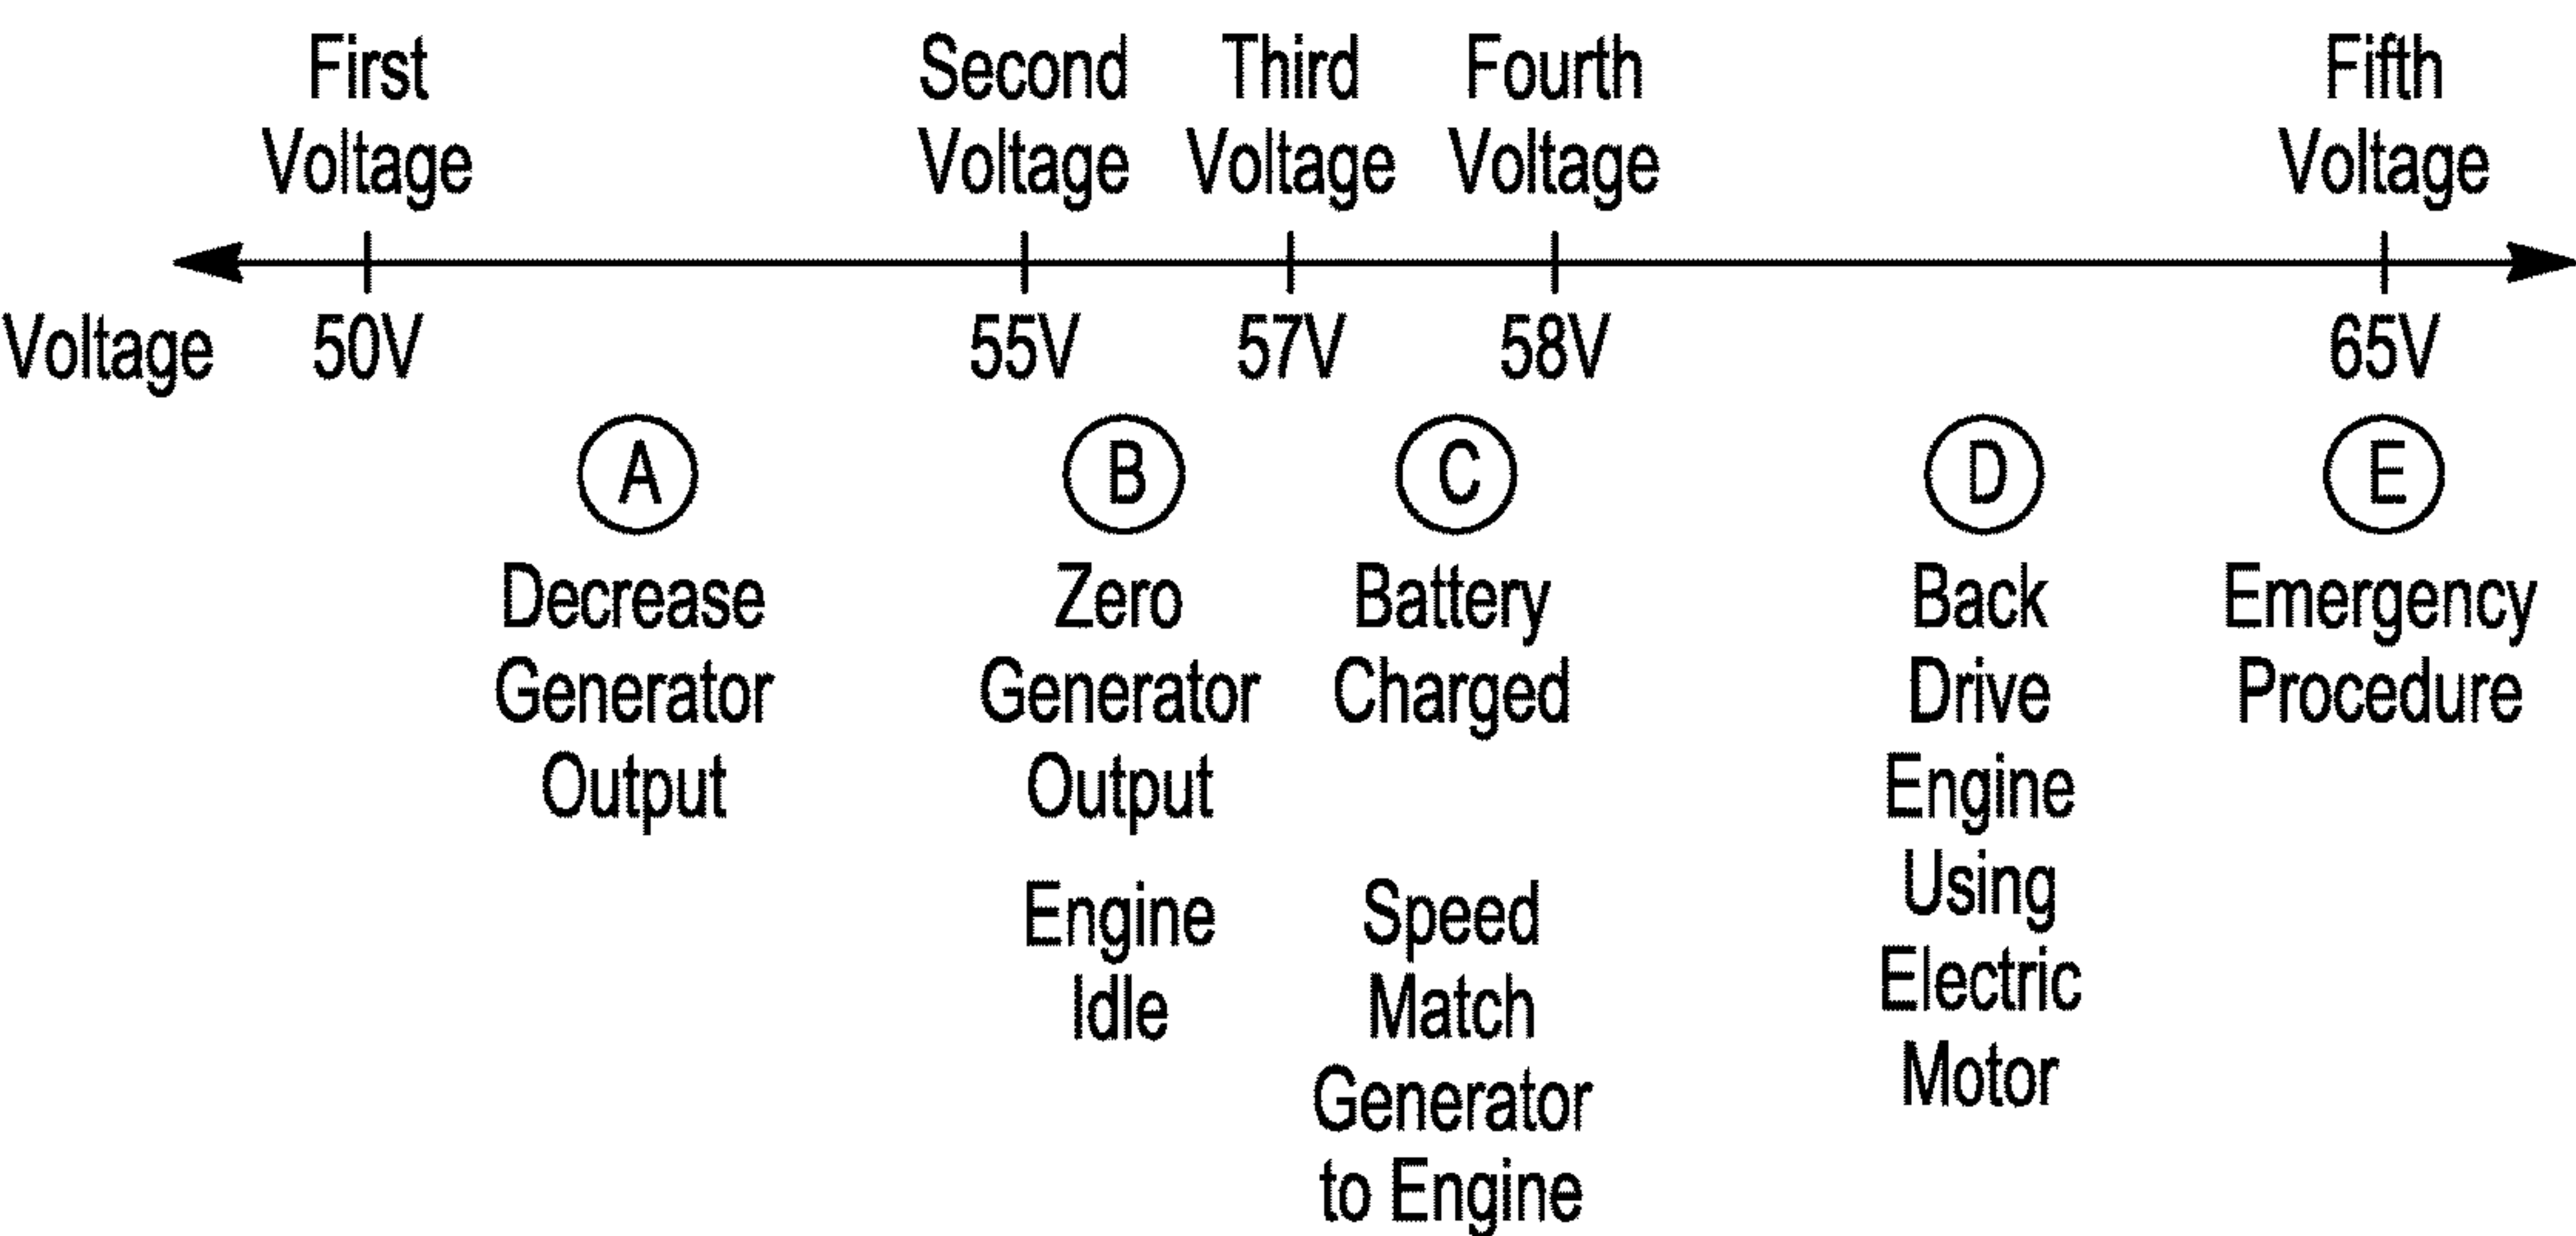 First Second Third Fourth Fifth
Voltage Voltage Voltage Voltage Voltage
Voltage 50V 55V 57V 58V 65V
A B C D E
Decrease Zero Battery Back Emergency
Generator Generator Charged Drive Procedure
Output Output Engine
Engine Speed Using
Idle Match Electric
Generator Motor
to Engine